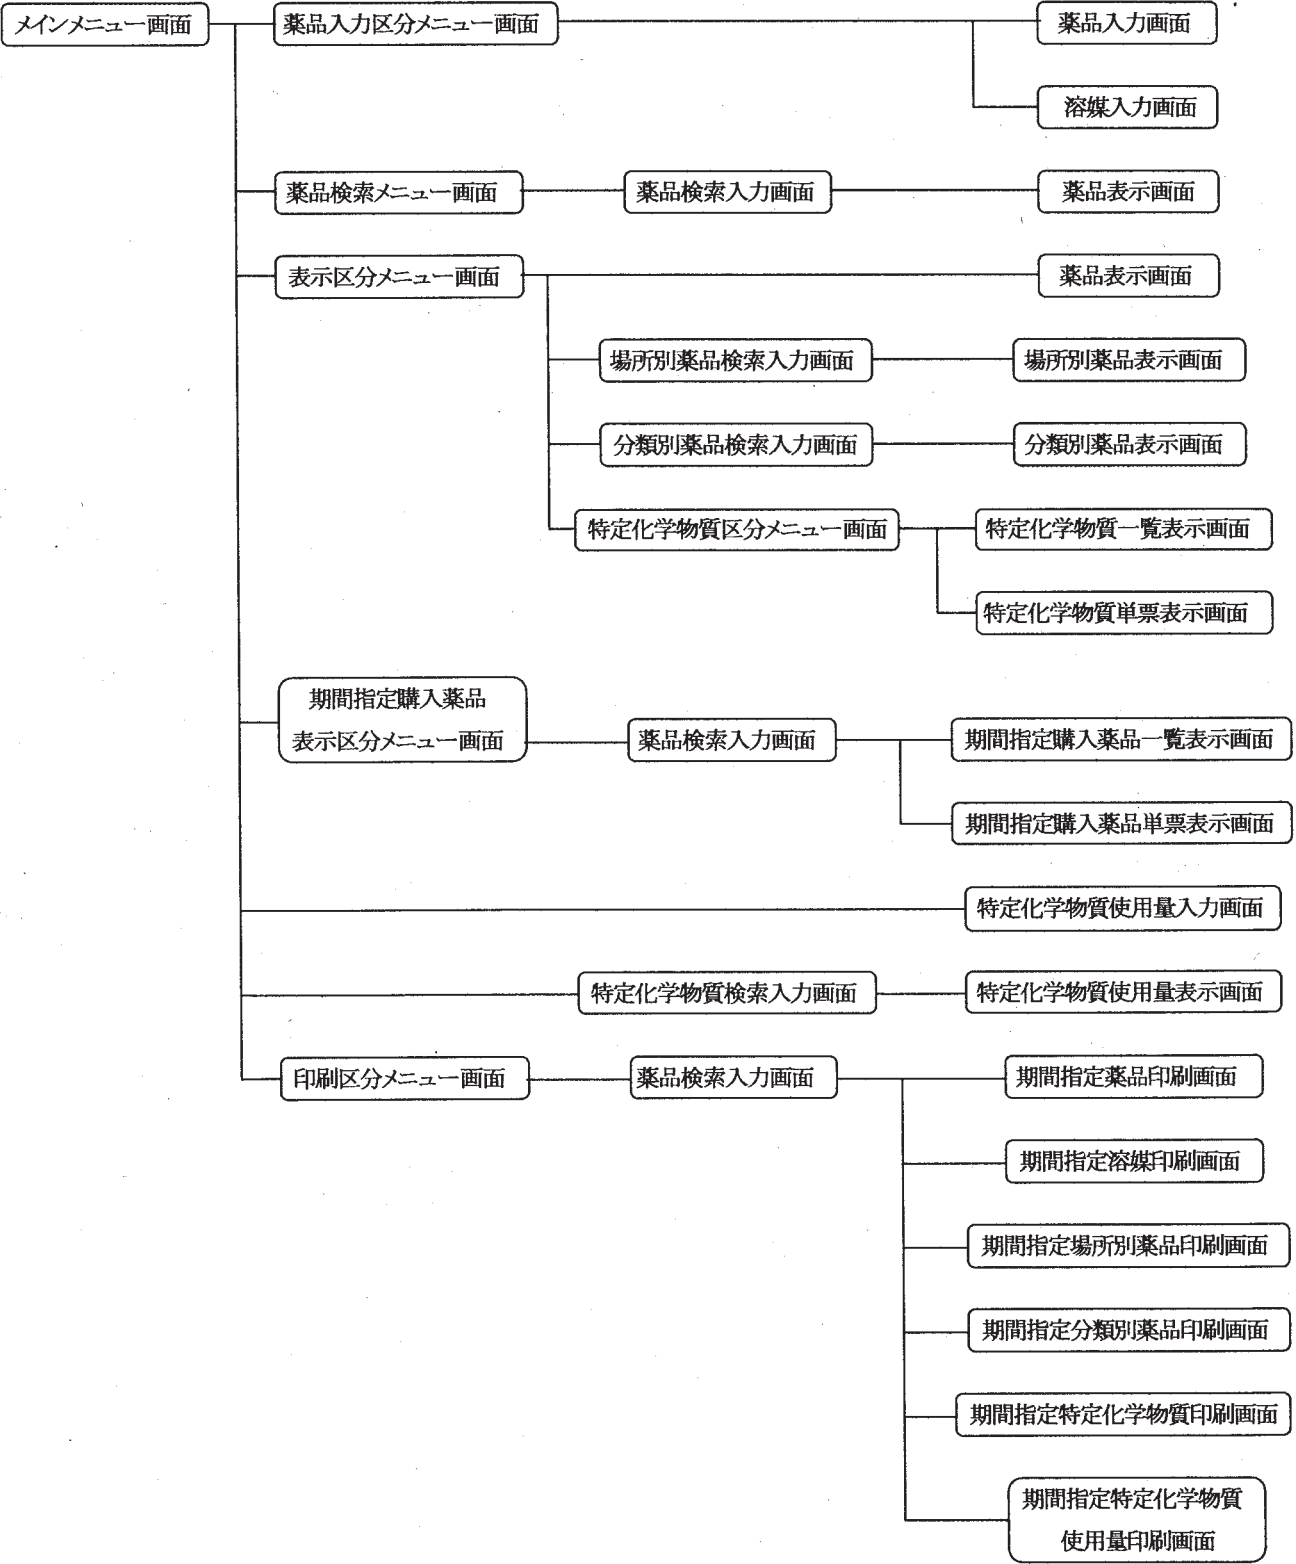 メインメニュー画面
薬品入力区分メニュー画面
薬品入力画面
溶媒入力画面
薬品検索メニュー画面
薬品検索入力画面
薬品表示画面
表示区分メニュー画面
薬品表示画面
場所別薬品検索入力画面
場所別薬品表示画面
分類別薬品検索入力画面
分類別薬品表示画面
特定化学物質区分メニュー画面
特定化学物質一覧表示画面
特定化学物質単票表示画面
期間指定購入薬品
表示区分メニュー画面
薬品検索入力画面
期間指定購入薬品一覧表示画面
期間指定購入薬品単票表示画面
特定化学物質使用量入力画面
特定化学物質検索入力画面
特定化学物質使用量表示画面
印刷区分メニュー画面
薬品検索入力画面
期間指定薬品印刷画面
期間指定溶媒印刷画面
期間指定場所別薬品印刷画面
期間指定分類別薬品印刷画面
期間指定特定化学物質印刷画面
期間指定特定化学物質
使用量印刷画面